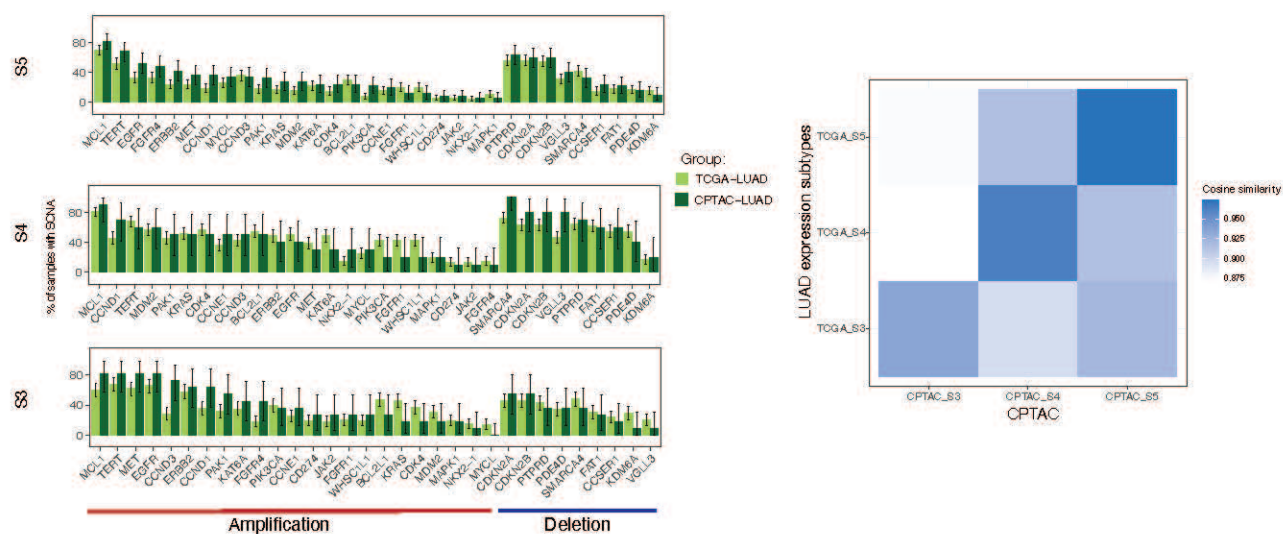 S5
80
40
0
MCL1 TERT EGFR FGFR4 ERBB2 MET CCND1 MYCL CCND3 PAK1 KRAS MDM2 KAT6A CDK4 BCL2L1 PIK3CA CCNE1 FGFR1 WHSC1L1 CD274 JAK2 NKX2-1 MAPK1 PTPRD CDKN2A CDKN2B VGLL3 SMARCA4 CCSER1 FAT1 PDE4D KDM6A
% of samples with SCNA
S4
80
40
0
MCL1 CCND1 TERT MDM2 PAK1 KRAS CDK4 CCNE1 CCND3 BCL2L1 ERBB2 EGFR MET KAT6A NKX2-1 MYCL PIK3CA FGFR1 WHSC1L1 MAPK1 CD274 JAK2 FGFR4 SMARCA4 CDKN2A CDKN2B VGLL3 PTPRD FAT1 CCSER1 PDE4D KDM6A
S3
80
40
0
MCL1 TERT MET EGFR CCND3 ERBB2 CCND1 PAK1 KAT6A FGFR4 PIK3CA CCNE1 CD274 JAK2 FGFR1 WHSC1L1 BCL2L1 KRAS CDK4 MDM2 MAPK1 NKX2-1 MYCL CDKN2A CDKN2B PTPRD PDE4D SMARCA4 FAT1 CCSER1 KDM6A VGLL3
Amplification Deletion
Group:
TCGA-LUAD
CPTAC-LUAD
LUAD expression subtypes
TCGA_S5
TCGA_S4
TCGA_S3
CPTAC_S3 CPTAC_S4 CPTAC_S5
CPTAC
Cosine similarity
0.950
0.925
0.900
0.875